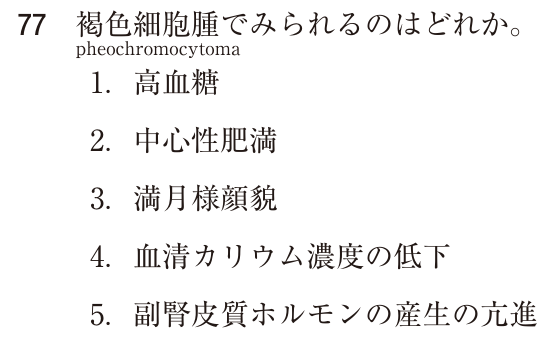 77 褐色細胞腫でみられるのはどれか。
pheochromocytoma
1. 高血糖
2. 中心性肥満
3. 満月様顔貌
4. 血清カリウム濃度の低下
5. 副腎皮質ホルモンの産生の亢進